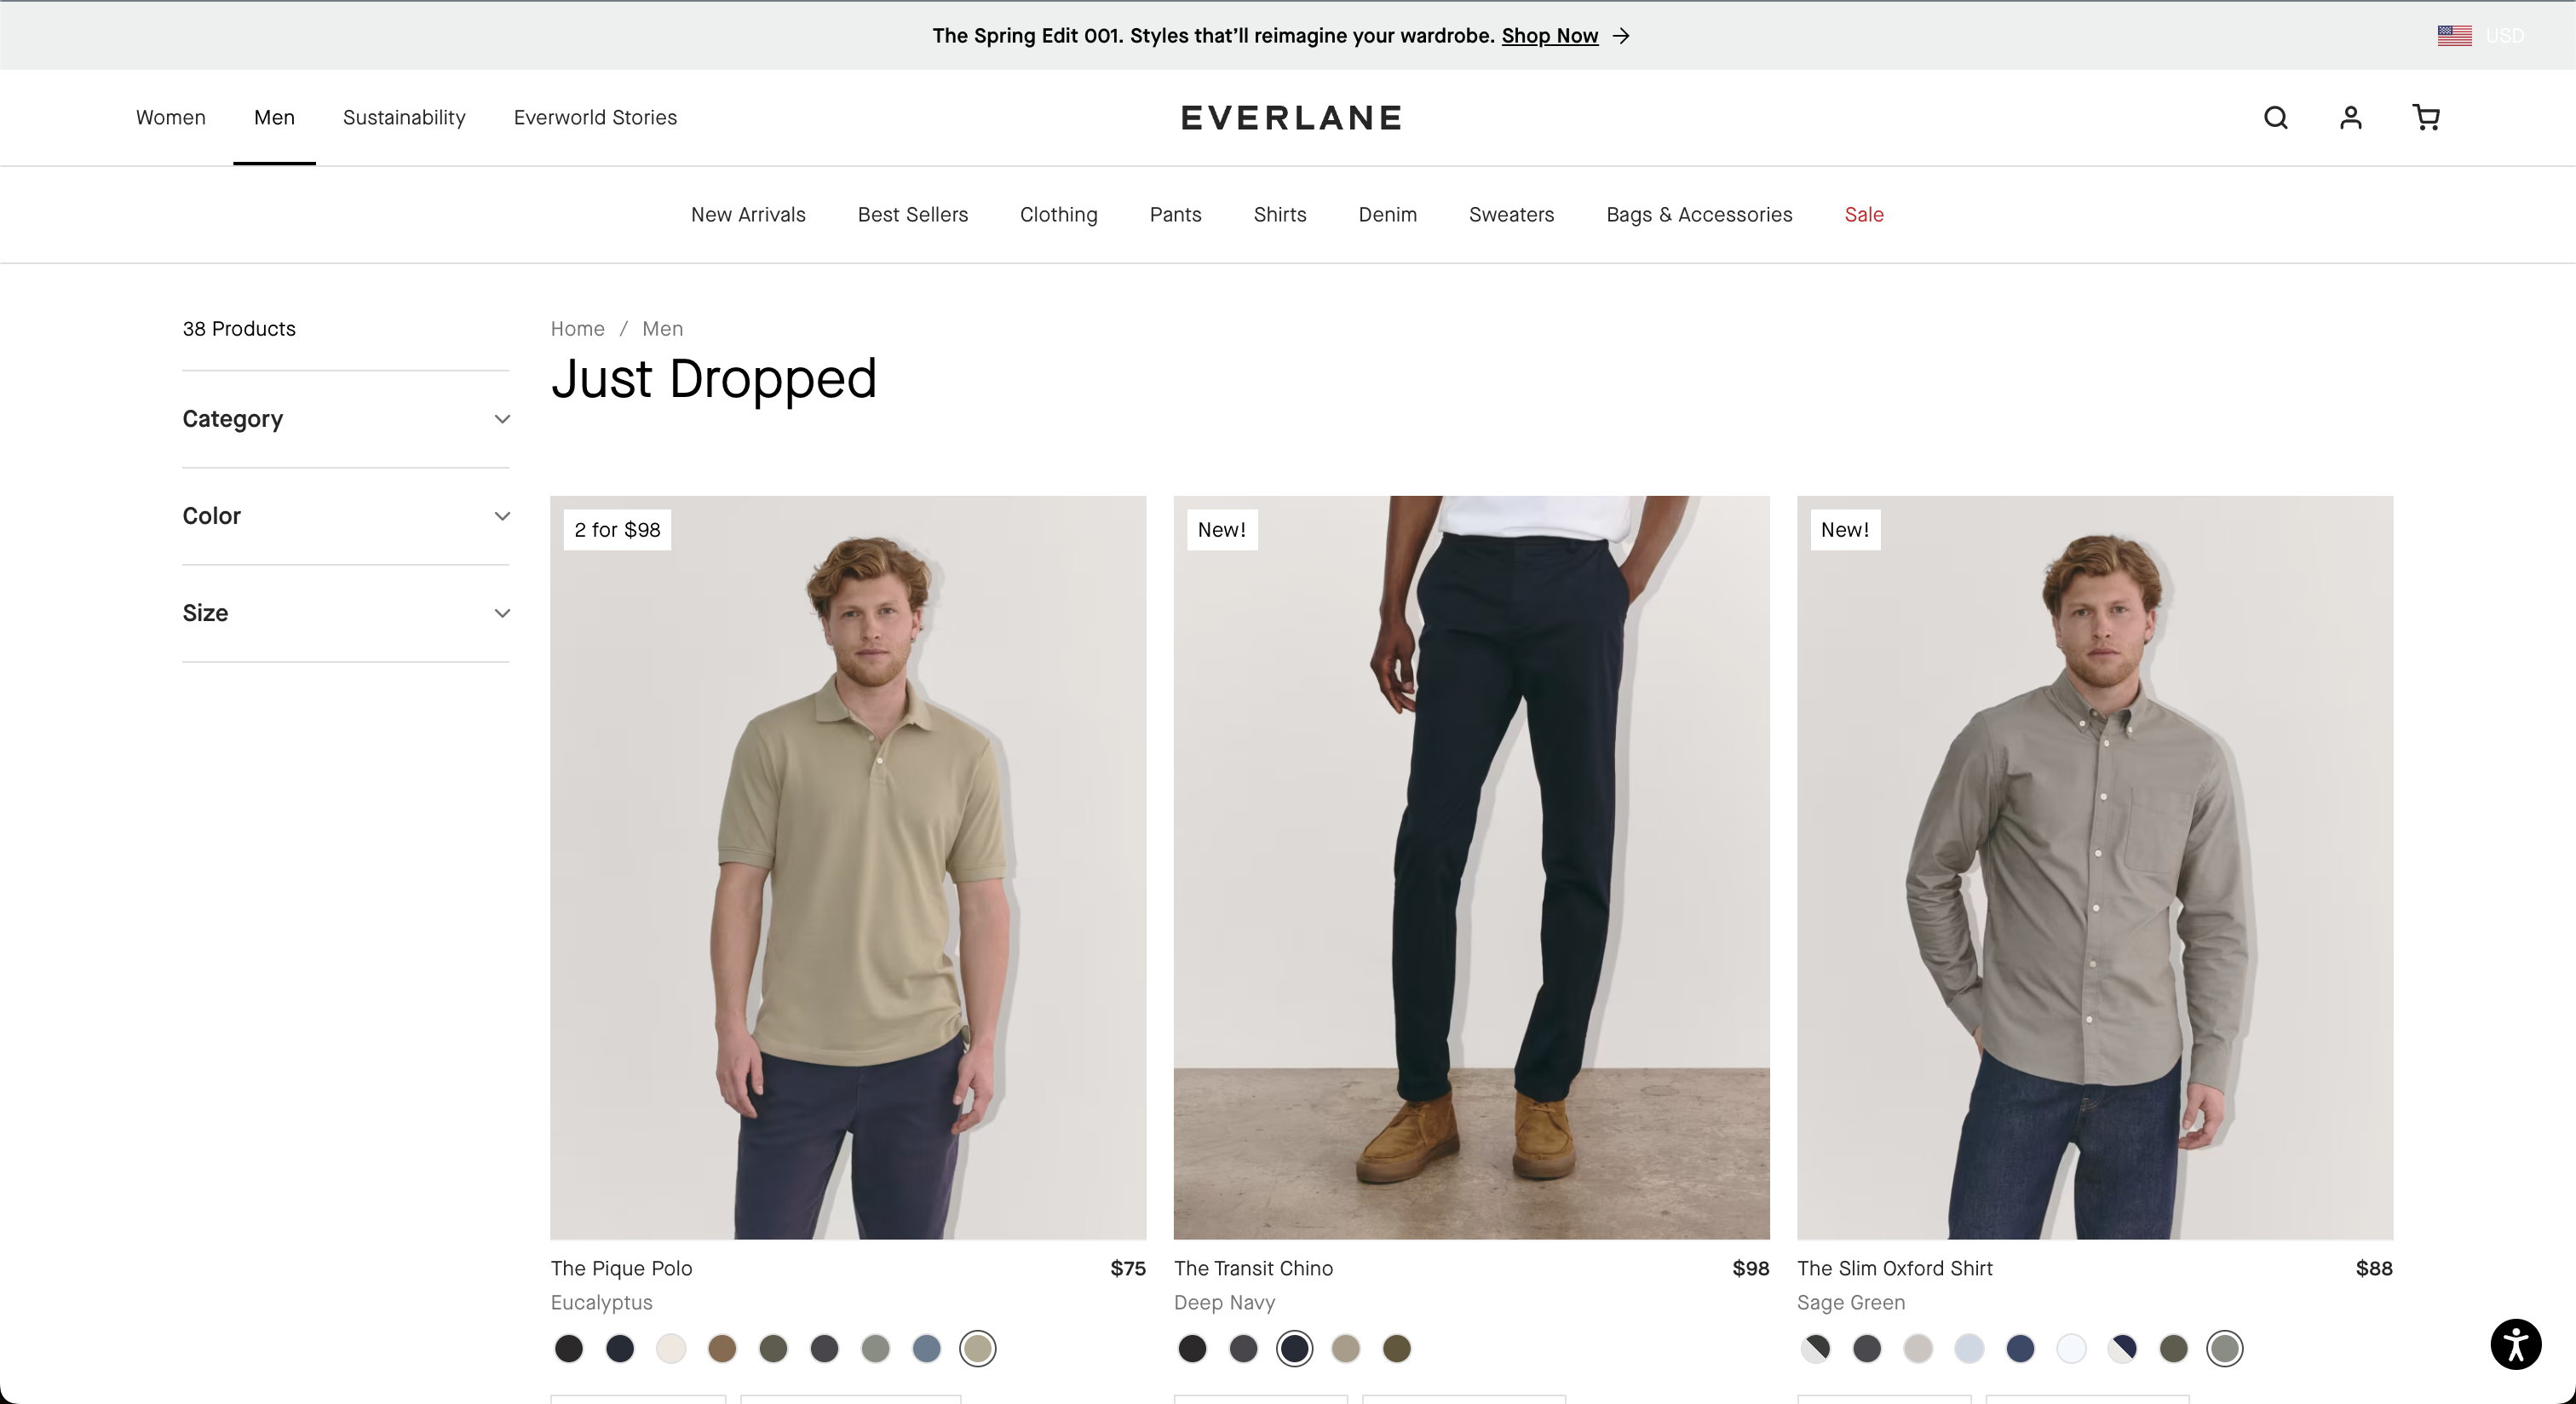 The Spring Edit 001. Styles that’ll reimagine your wardrobe. Shop Now →
USD
Women Men Sustainability Everworld Stories
EVERLANE
New Arrivals Best Sellers Clothing Pants Shirts Denim Sweaters Bags & Accessories Sale
38 Products
Category
Color
Size
Home / Men
Just Dropped
2 for $98
New!
New!
The Pique Polo $75
Eucalyptus
The Transit Chino $98
Deep Navy
The Slim Oxford Shirt $88
Sage Green